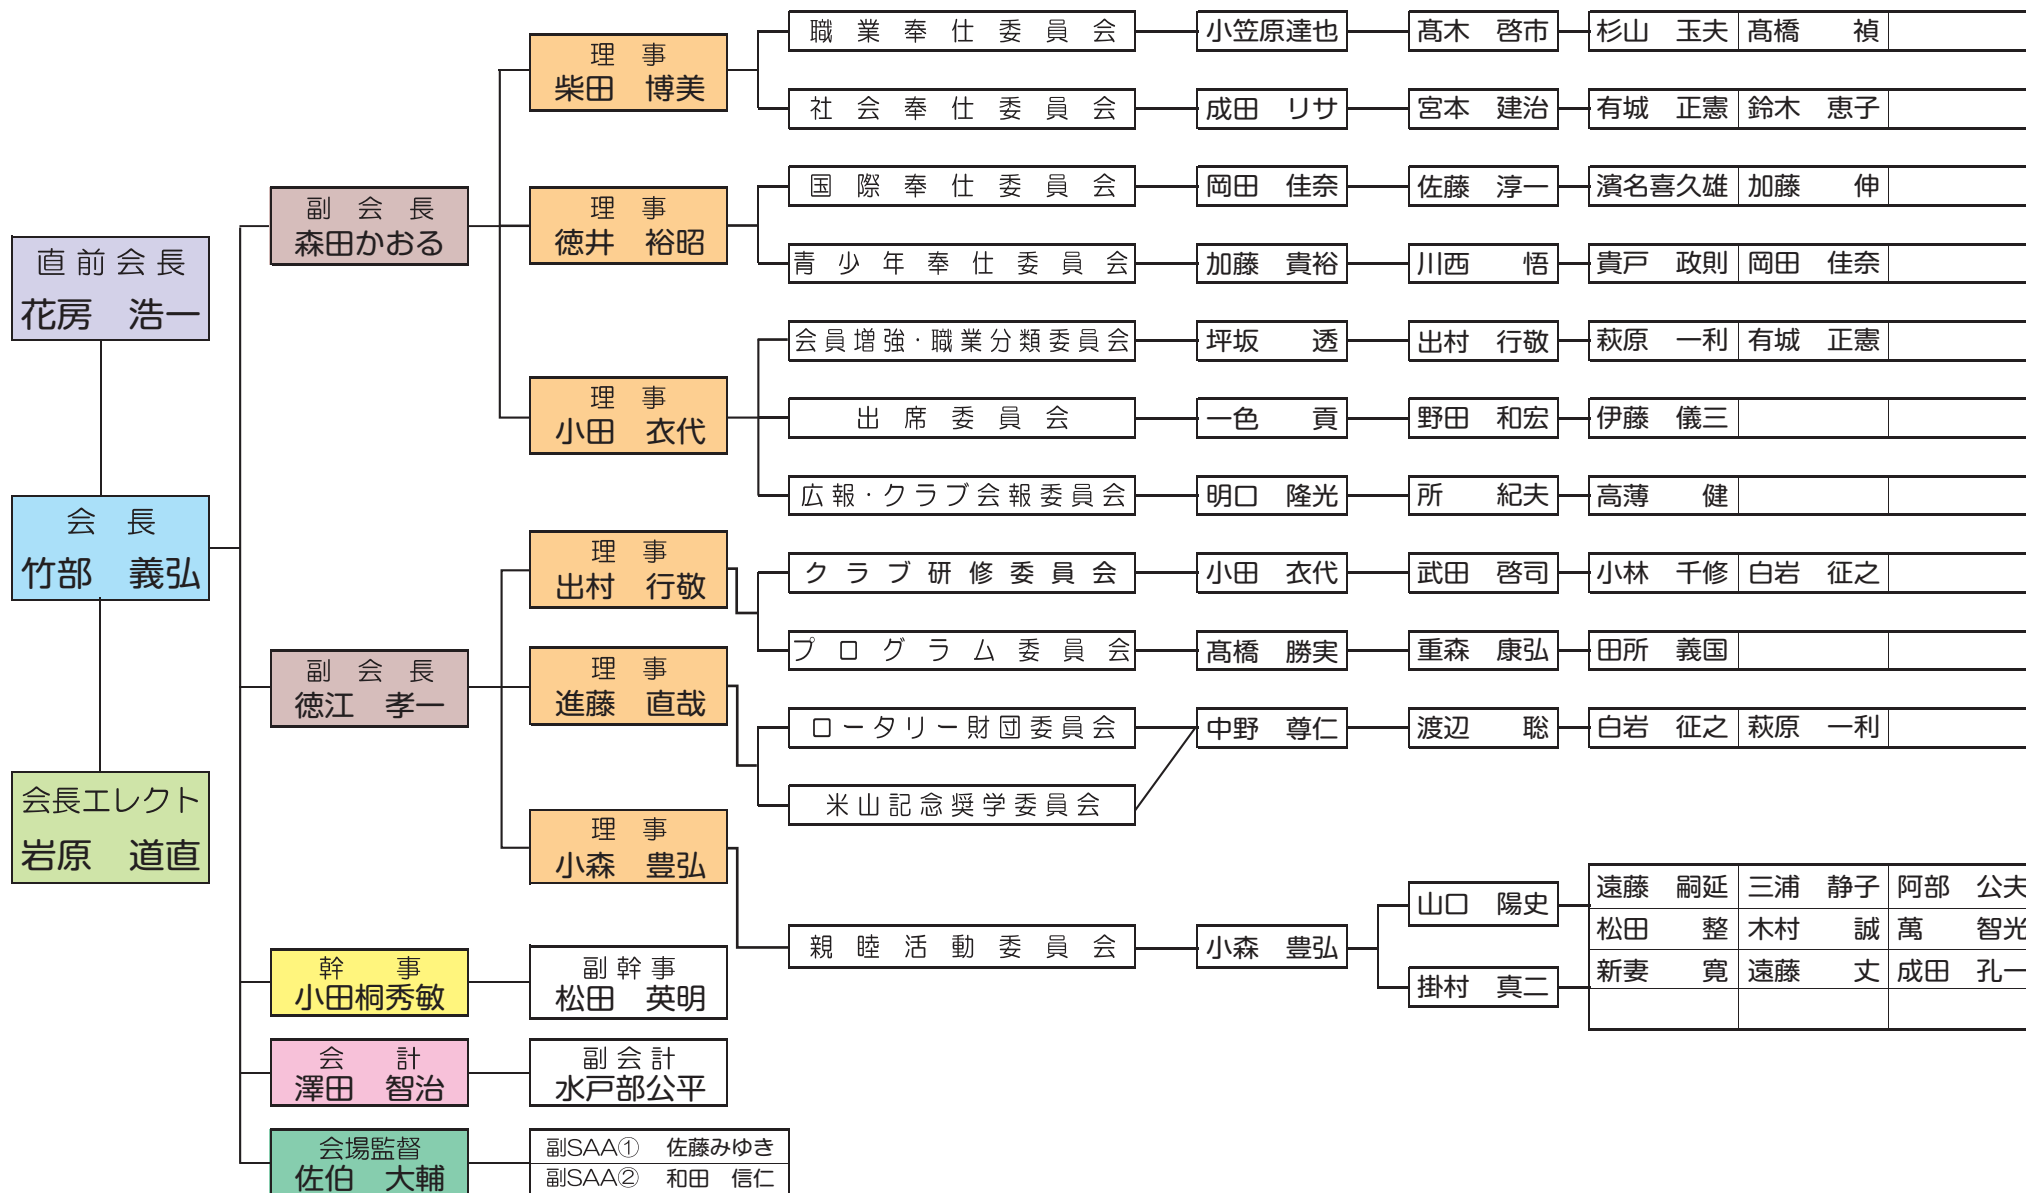 直前会長
花房　浩一
会　長
竹部　義弘
会長エレクト
岩原　道直
副　会　長
森田かおる
副　会　長
徳江　孝一
幹　事
小田桐秀敏
副幹事
松田　英明
会　計
澤田　智治
副会計
水戸部公平
会場監督
佐伯　大輔
副SAA①　佐藤みゆき
副SAA②　和田　信仁
理　事
柴田　博美
理　事
徳井　裕昭
理　事
小田　衣代
理　事
出村　行敬
理　事
進藤　直哉
理　事
小森　豊弘
職業奉仕委員会　小笠原達也　髙木　啓市　杉山　玉夫　髙橋　禎
社会奉仕委員会　成田　リサ　宮本　建治　有城　正憲　鈴木　恵子
国際奉仕委員会　岡田　佳奈　佐藤　淳一　濱名喜久雄　加藤　伸
青少年奉仕委員会　加藤　貴裕　川西　悟　貴戸　政則　岡田　佳奈
会員増強・職業分類委員会　坪坂　透　出村　行敬　萩原　一利　有城　正憲
出席委員会　一色　貢　野田　和宏　伊藤　儀三
広報・クラブ会報委員会　明口　隆光　所　紀夫　高薄　健
クラブ研修委員会　小田　衣代　武田　啓司　小林　千修　白岩　征之
プログラム委員会　髙橋　勝実　重森　康弘　田所　義国
ロータリー財団委員会　中野　尊仁　渡辺　聡　白岩　征之　萩原　一利
米山記念奨学委員会
親睦活動委員会　小森　豊弘
山口　陽史
掛村　真二
遠藤　嗣延　三浦　静子　阿部　公夫
松田　整　木村　誠　萬　智光
新妻　寛　遠藤　丈　成田　孔一